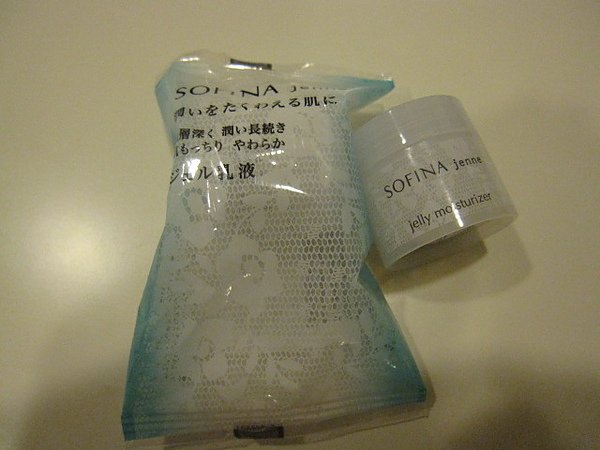 SOFINA jenne
潤いをたくわえる肌に
層深く 潤い長続き
もっちり やわらか
ジェル乳液
SOFINA jenne
jelly moisturizer